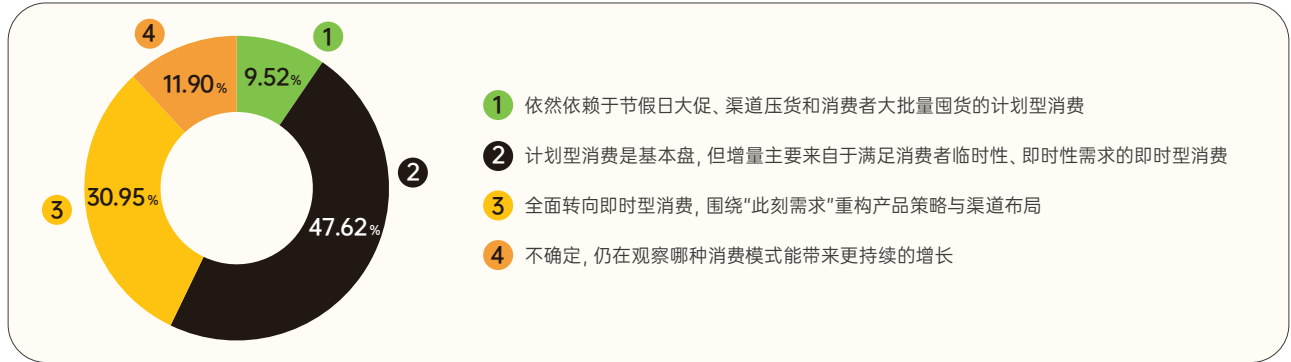 4
1
11.90%
9.52%
2
30.95%
3
47.62%
1 依然依赖于节假日大促、渠道压货和消费者大批量囤货的计划型消费
2 计划型消费是基本盘, 但增量主要来自于满足消费者临时性、即时性需求的即时型消费
3 全面转向即时型消费, 围绕"此刻需求"重构产品策略与渠道布局
4 不确定, 仍在观察哪种消费模式能带来更持续的增长